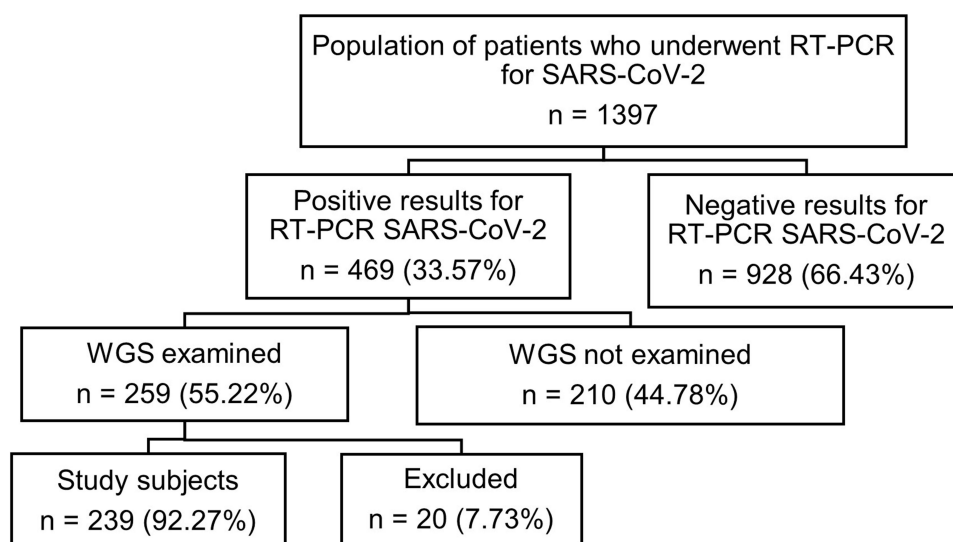 Population of patients who underwent RT-PCR
for SARS-CoV-2
n = 1397
Positive results for
RT-PCR SARS-CoV-2
n = 469 (33.57%)
Negative results for
RT-PCR SARS-CoV-2
n = 928 (66.43%)
WGS examined
n = 259 (55.22%)
WGS not examined
n = 210 (44.78%)
Study subjects
n = 239 (92.27%)
Excluded
n = 20 (7.73%)